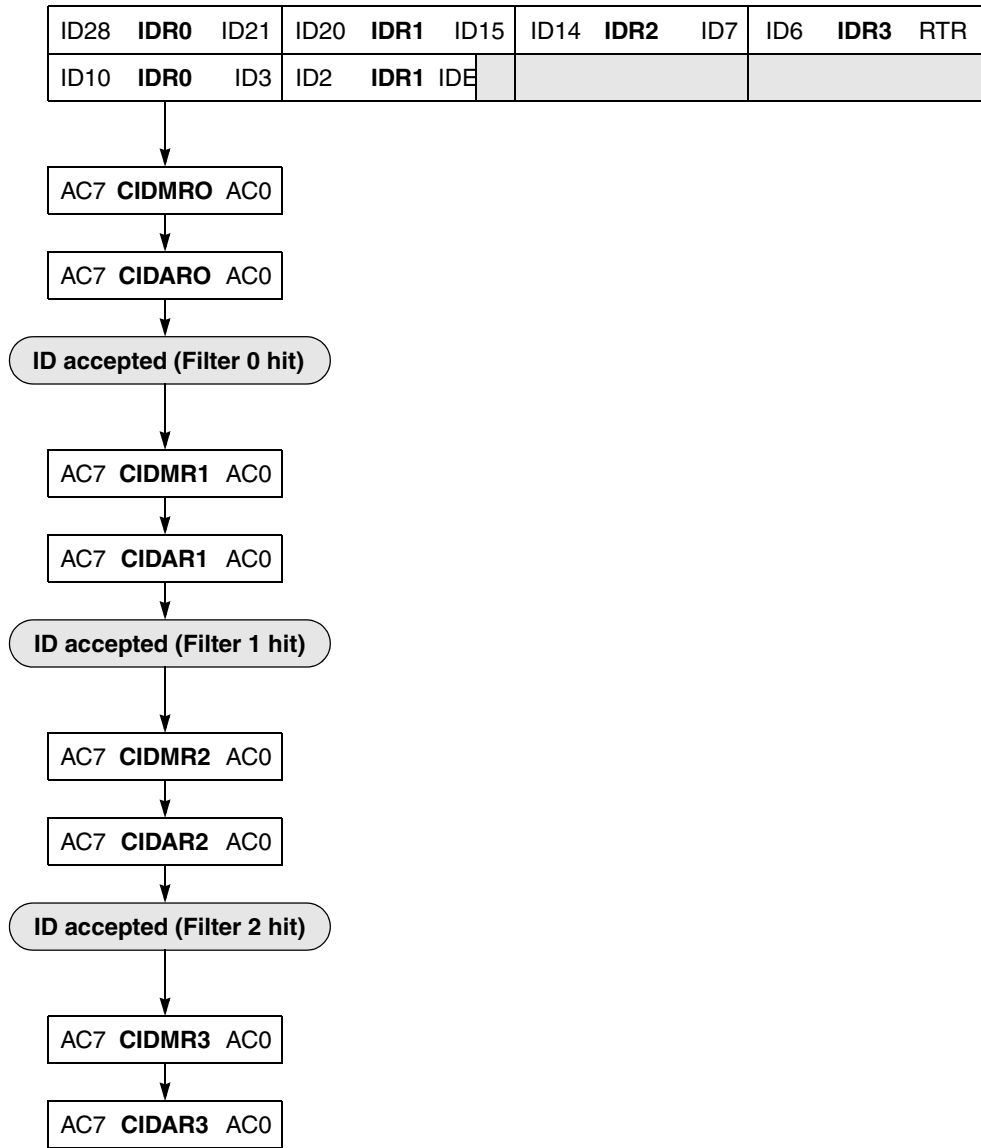 ID28 IDR0 ID21 ID20 IDR1 ID15 ID14 IDR2 ID7 ID6 IDR3 RTR
ID10 IDR0 ID3 ID2 IDR1 IDE
AC7 CIDMRO AC0
AC7 CIDARO AC0
ID accepted (Filter 0 hit)
AC7 CIDMR1 AC0
AC7 CIDAR1 AC0
ID accepted (Filter 1 hit)
AC7 CIDMR2 AC0
AC7 CIDAR2 AC0
ID accepted (Filter 2 hit)
AC7 CIDMR3 AC0
AC7 CIDAR3 AC0